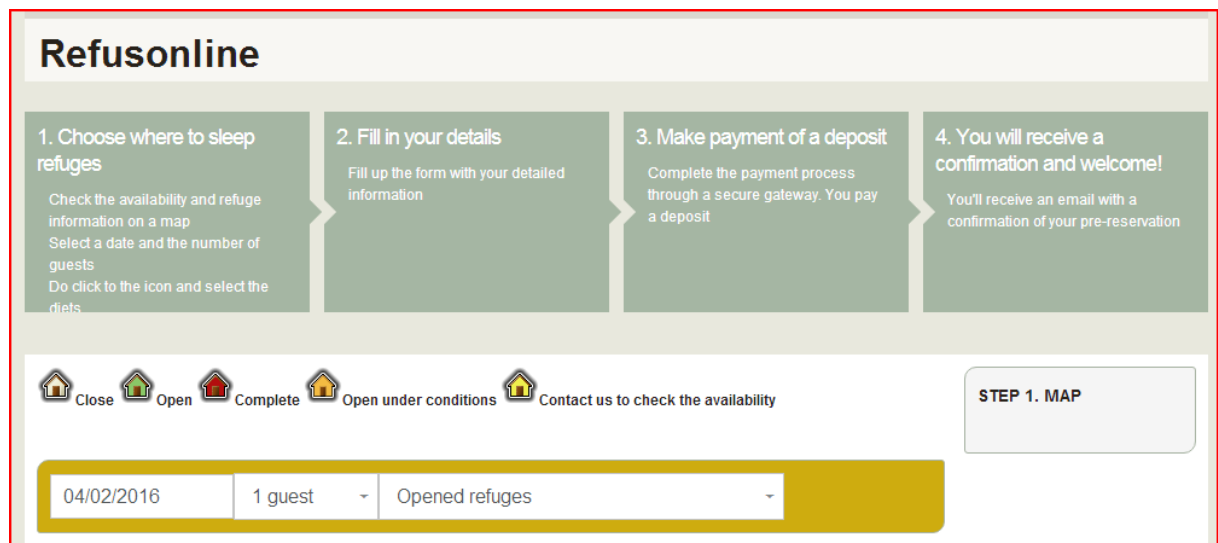 Refusonline
1. Choose where to sleep
refuges
Check the availability and refuge
information on a map
Select a date and the number of
guests
Do click to the icon and select the
diets
2. Fill in your details
Fill up the form with your detailed
information
3. Make payment of a deposit
Complete the payment process
through a secure gateway. You pay
a deposit
4. You will receive a
confirmation and welcome!
You'll receive an email with a
confirmation of your pre-reservation
Close Open Complete Open under conditions Contact us to check the availability
STEP 1. MAP
04/02/2016 1 guest Opened refuges